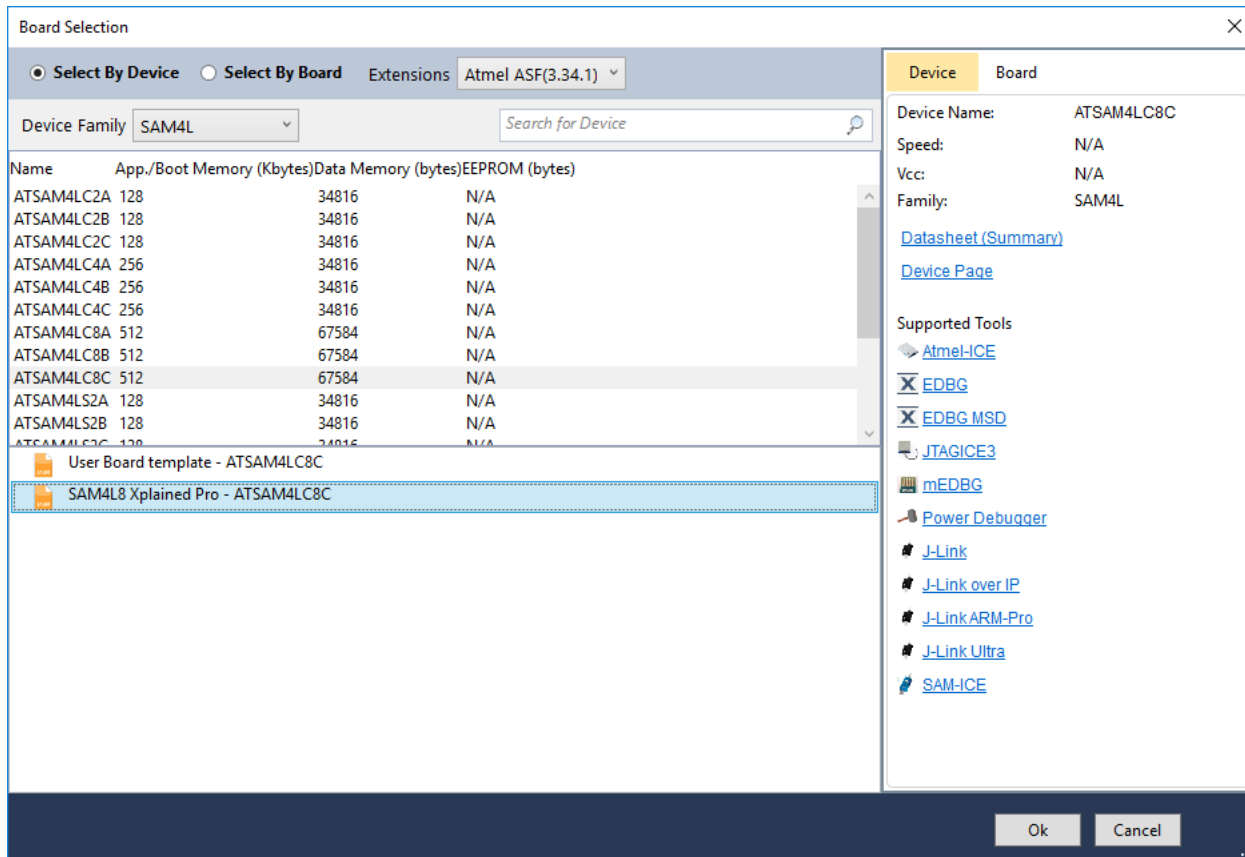 Board Selection
Select By Device Select By Board Extensions Atmel ASF(3.34.1)
Device Family SAM4L Search for Device
Name App./Boot Memory (Kbytes) Data Memory (bytes) EEPROM (bytes)
ATSAM4LC2A 128 34816 N/A
ATSAM4LC2B 128 34816 N/A
ATSAM4LC2C 128 34816 N/A
ATSAM4LC4A 256 34816 N/A
ATSAM4LC4B 256 34816 N/A
ATSAM4LC4C 256 34816 N/A
ATSAM4LC8A 512 67584 N/A
ATSAM4LC8B 512 67584 N/A
ATSAM4LC8C 512 67584 N/A
ATSAM4LS2A 128 34816 N/A
ATSAM4LS2B 128 34816 N/A
ATSAM4LS2C 128 34816 N/A
User Board template - ATSAM4LC8C
SAM4L8 Xplained Pro - ATSAM4LC8C
Device Board
Device Name: ATSAM4LC8C
Speed: N/A
Vcc: N/A
Family: SAM4L
Datasheet (Summary)
Device Page
Supported Tools
Atmel-ICE
EDBG
EDBG MSD
JTAGICE3
mEDBG
Power Debugger
J-Link
J-Link over IP
J-Link ARM-Pro
J-Link Ultra
SAM-ICE
Ok Cancel